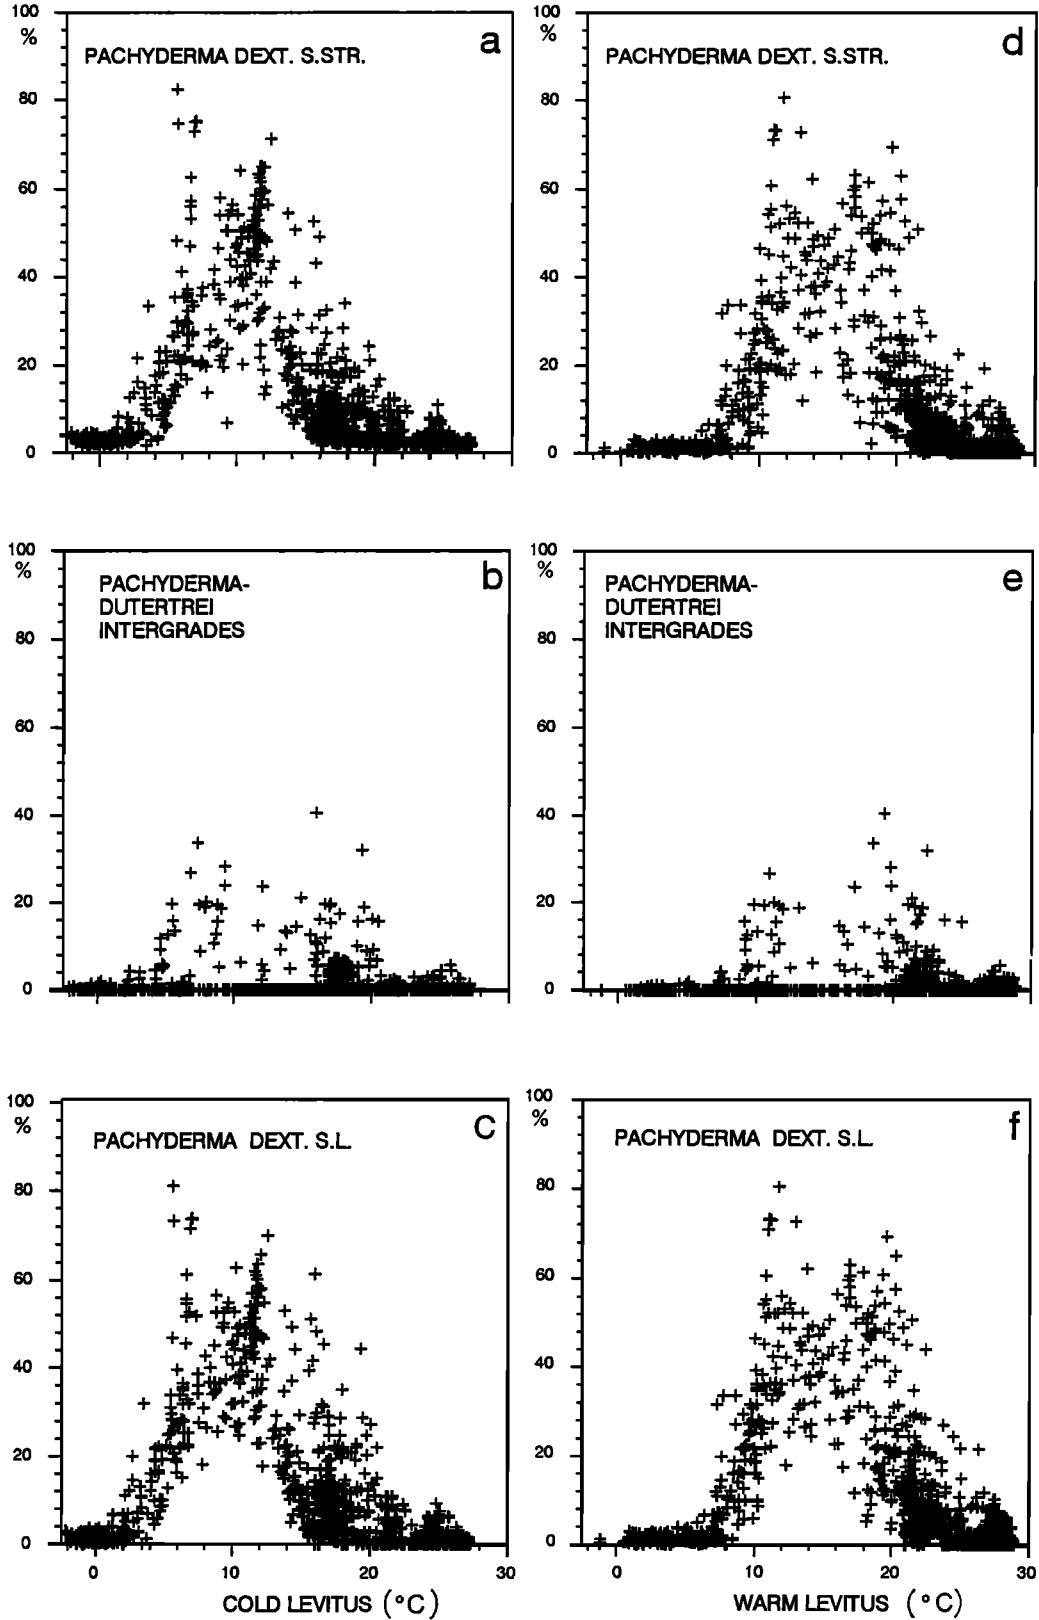 100
%
80
60
40
20
0
PACHYDERMA DEXT. S.STR.
a
100
%
80
60
40
20
0
PACHYDERMA DEXT. S.STR.
d
100
%
80
60
40
20
0
PACHYDERMA-
DUTERTREI
INTERGRADES
b
100
%
80
60
40
20
0
PACHYDERMA-
DUTERTREI
INTERGRADES
e
100
%
80
60
40
20
0
PACHYDERMA DEXT. S.L.
c
0 10 20 30
COLD LEVITUS (°C)
100
%
80
60
40
20
0
PACHYDERMA DEXT. S.L.
f
0 10 20 30
WARM LEVITUS (°C)